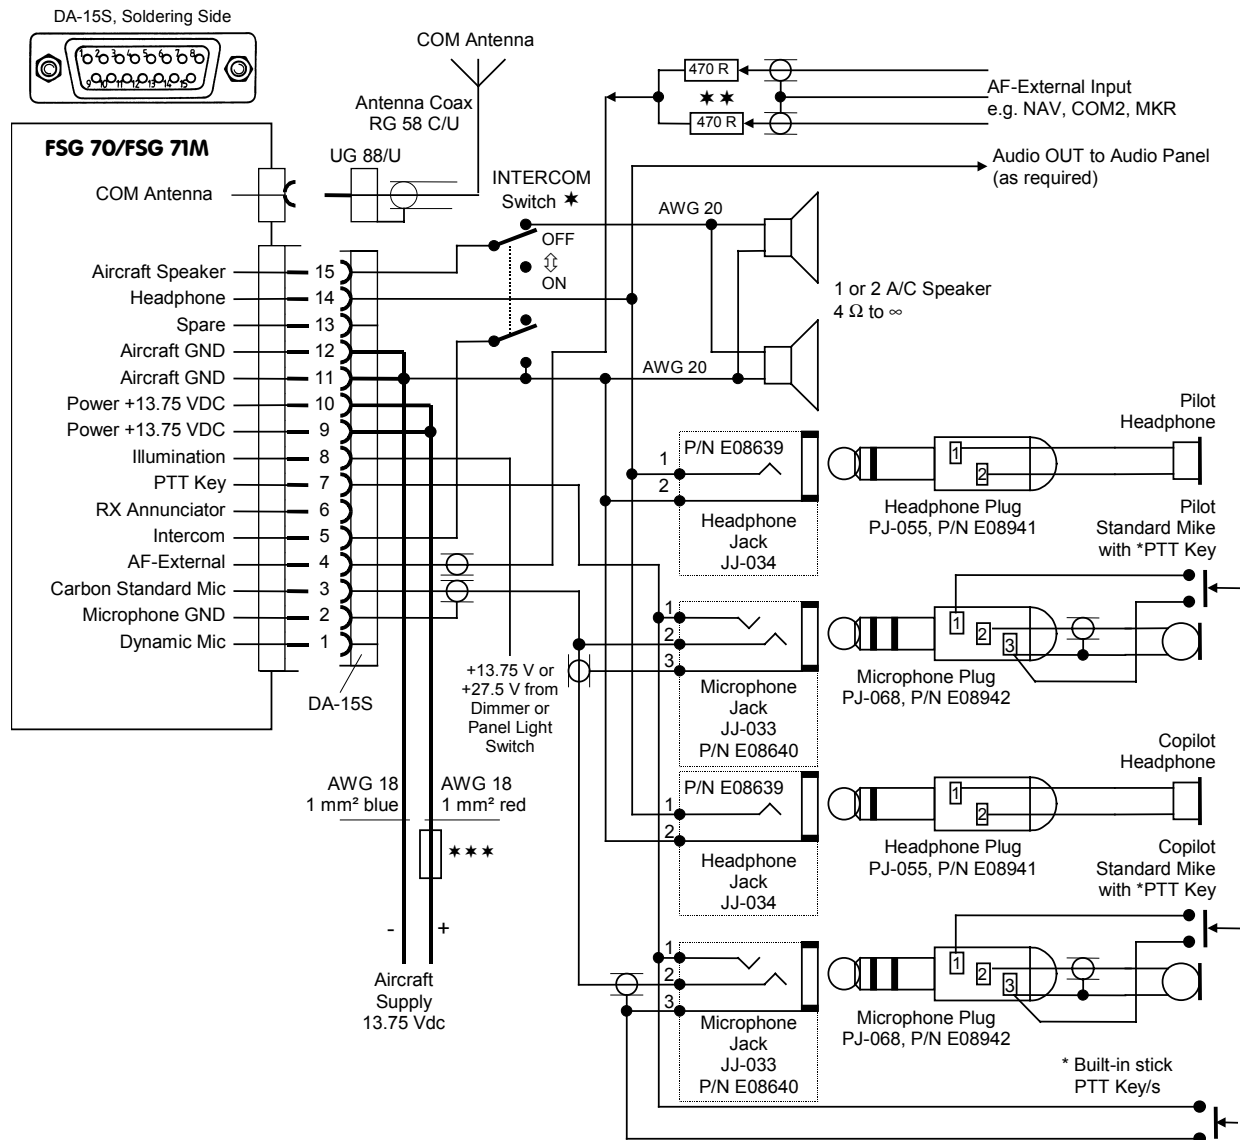 DA-15S, Soldering Side
1 2 3 4 5 6 7 8
9 10 11 12 13 14 15
COM Antenna
Antenna Coax
RG 58 C/U
470 R
★ ★
470 R
AF-External Input
e.g. NAV, COM2, MKR
FSG 70/FSG 71M
UG 88/U
COM Antenna
INTERCOM
Switch ★
OFF
ON
Audio OUT to Audio Panel
(as required)
AWG 20
1 or 2 A/C Speaker
4 Ω to ∞
AWG 20
Aircraft Speaker 15
Headphone 14
Spare 13
Aircraft GND 12
Aircraft GND 11
Power +13.75 VDC 10
Power +13.75 VDC 9
Illumination 8
PTT Key 7
RX Annunciator 6
Intercom 5
AF-External 4
Carbon Standard Mic 3
Microphone GND 2
Dynamic Mic 1
DA-15S
+13.75 V or
+27.5 V from
Dimmer or
Panel Light
Switch
AWG 18
1 mm² blue
AWG 18
1 mm² red
★★★
- +
Aircraft
Supply
13.75 Vdc
P/N E08639
1
2
Headphone
Jack
JJ-034
1
2
Headphone Plug
PJ-055, P/N E08941
Pilot
Headphone
Pilot
Standard Mike
with *PTT Key
1
2
3
Microphone
Jack
JJ-033
P/N E08640
1
2
3
Microphone Plug
PJ-068, P/N E08942
P/N E08639
1
2
Headphone
Jack
JJ-034
1
2
Headphone Plug
PJ-055, P/N E08941
Copilot
Headphone
Copilot
Standard Mike
with *PTT Key
1
2
3
Microphone
Jack
JJ-033
P/N E08640
1
2
3
Microphone Plug
PJ-068, P/N E08942
* Built-in stick
PTT Key/s